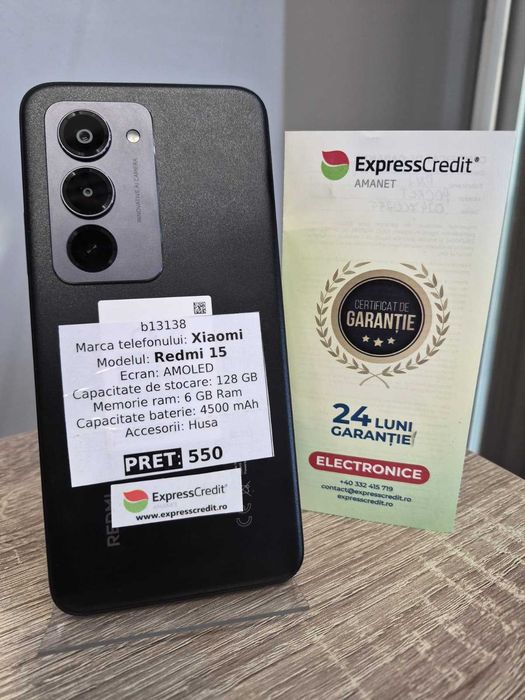 INNOVATIVE AI CAMERA
b13138
Marca telefonului: Xiaomi
Modelul: Redmi 15
Ecran: AMOLED
Capacitate de stocare: 128 GB
Memorie ram: 6 GB Ram
Capacitate baterie: 4500 mAh
Accesorii: Husa
PRET: 550
ExpressCredit®
AMANET
www.expresscredit.ro
REDMI
ExpressCredit®
AMANET
CERTIFICAT DE
GARANȚIE
24 LUNI
GARANȚIE
ELECTRONICE
+40 332 415 719
contact@expresscredit.ro
expresscredit.ro